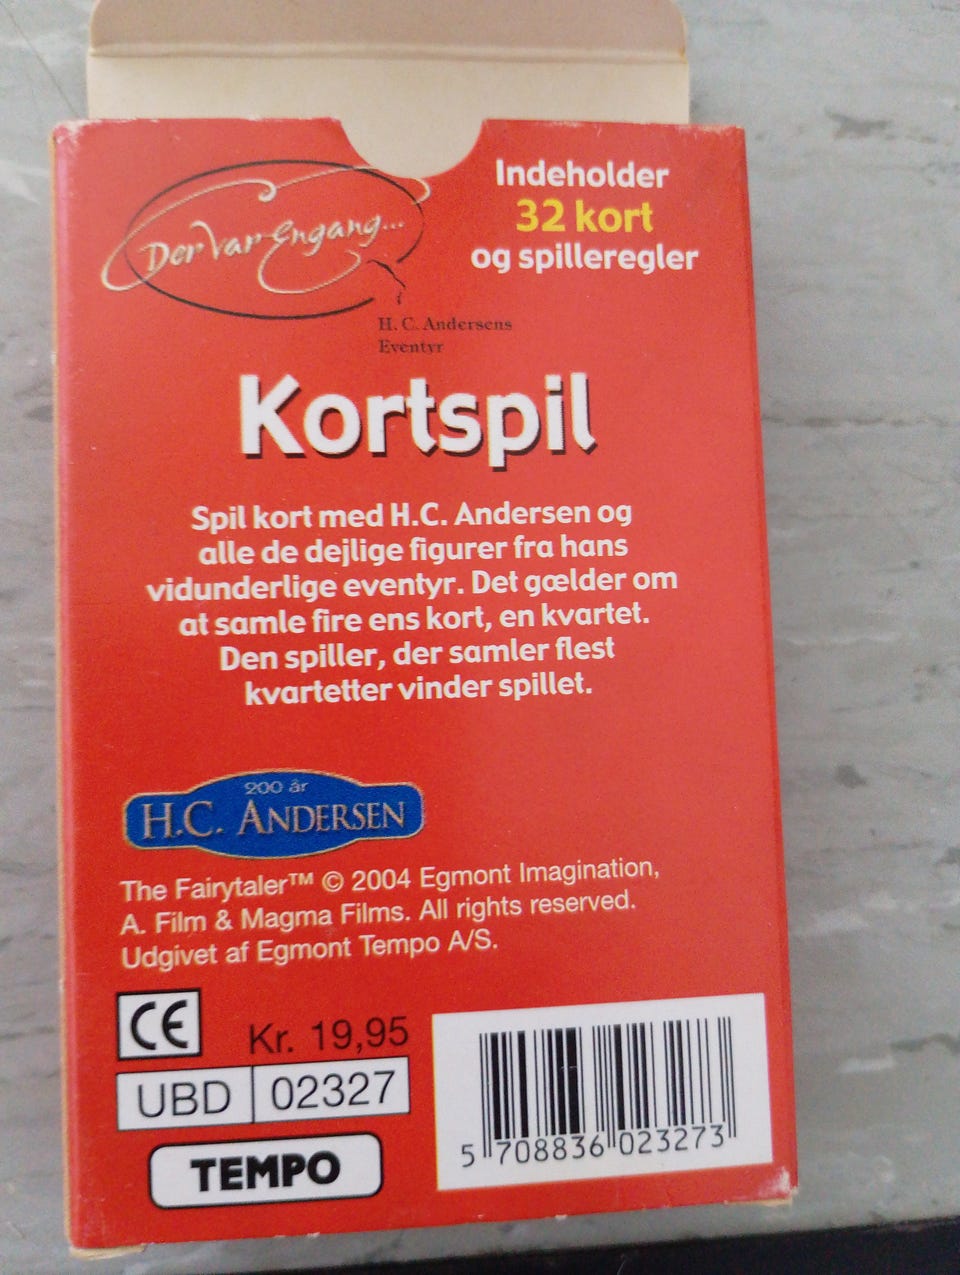 Der var engang...
H. C. Andersens
Eventyr
Indeholder
32 kort
og spilleregler
Kortspil
Spil kort med H.C. Andersen og
alle de dejlige figurer fra hans
vidunderlige eventyr. Det gælder om
at samle fire ens kort, en kvartet.
Den spiller, der samler flest
kvartetter vinder spillet.
200 år
H.C. ANDERSEN
The Fairytaler™ © 2004 Egmont Imagination,
A. Film & Magma Films. All rights reserved.
Udgivet af Egmont Tempo A/S.
CE
Kr. 19,95
UBD 02327
TEMPO
5 708836 023273